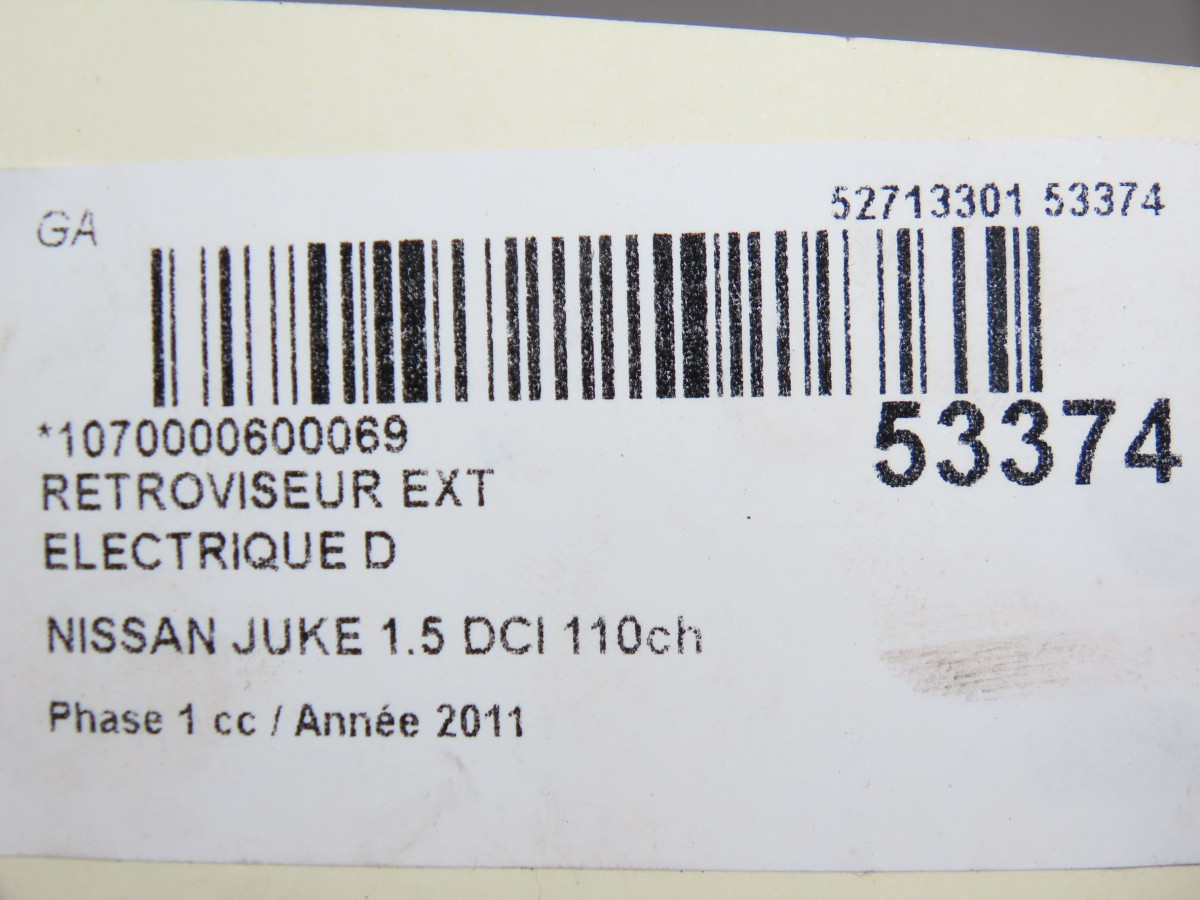 GA
52713301 53374
*1070000600069
53374
RETROVISEUR EXT
ELECTRIQUE D
NISSAN JUKE 1.5 DCI 110ch
Phase 1 cc / Année 2011